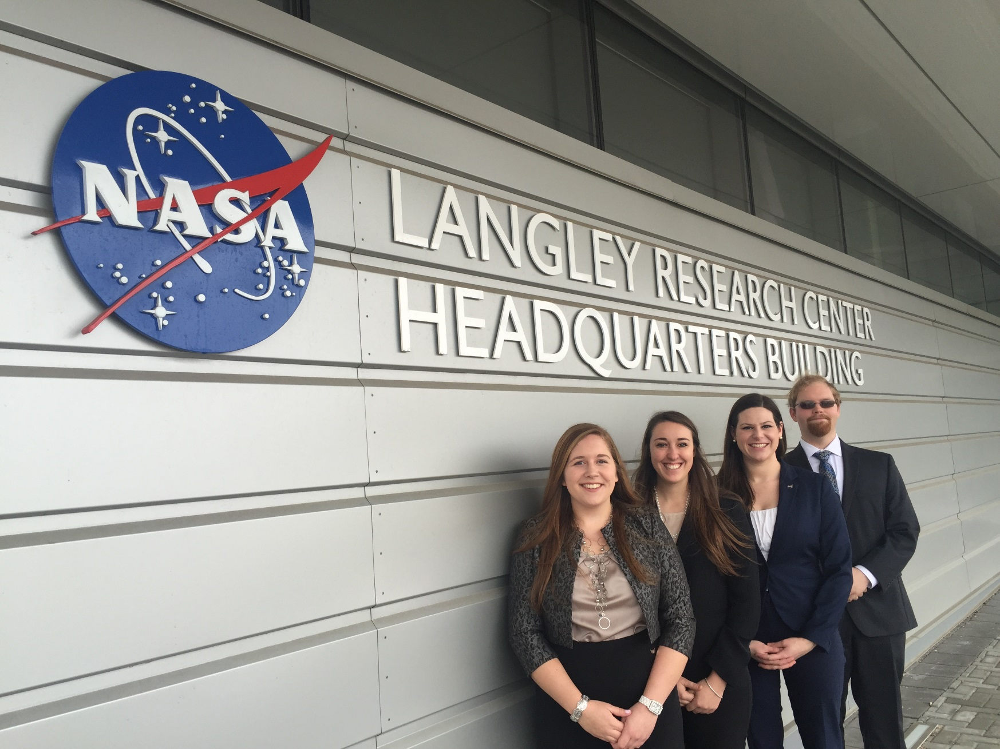 NASA
LANGLEY RESEARCH CENTER
HEADQUARTERS BUILDING